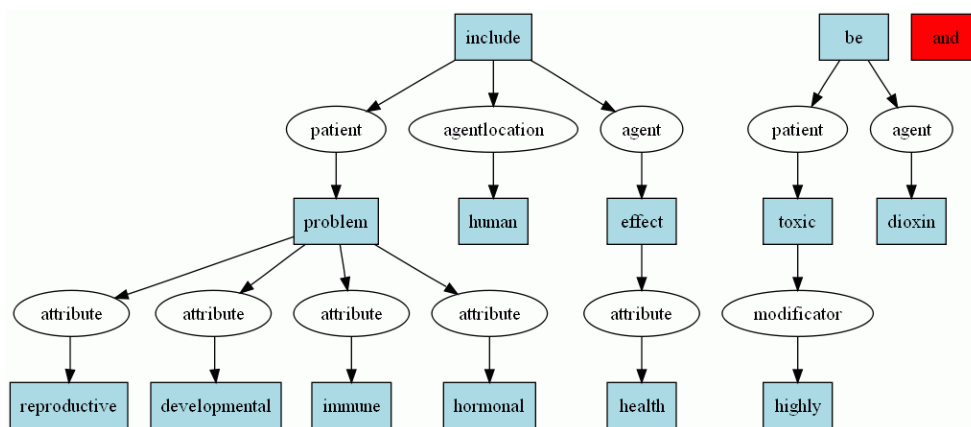 include be and
patient agentlocation agent patient agent
problem human effect toxic dioxin
attribute attribute attribute attribute attribute modificator
reproductive developmental immune hormonal health highly